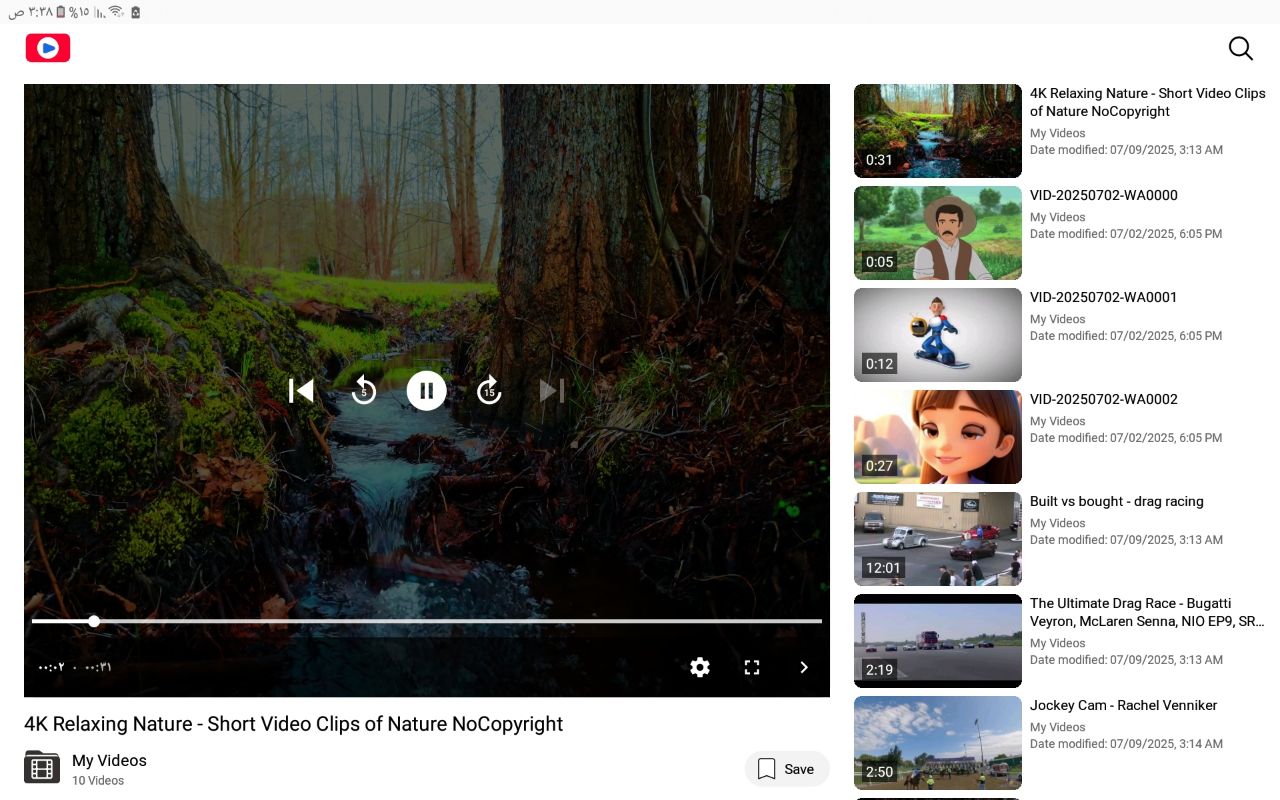 ٣:٣٨ ص
%١٥
5
15
٠٠:٠٢ • ٠٠:٣١
4K Relaxing Nature - Short Video Clips of Nature NoCopyright
My Videos
10 Videos
Save
0:31
4K Relaxing Nature - Short Video Clips
of Nature NoCopyright
My Videos
Date modified: 07/09/2025, 3:13 AM
0:05
VID-20250702-WA0000
My Videos
Date modified: 07/02/2025, 6:05 PM
0:12
VID-20250702-WA0001
My Videos
Date modified: 07/02/2025, 6:05 PM
0:27
VID-20250702-WA0002
My Videos
Date modified: 07/02/2025, 6:05 PM
12:01
Built vs bought - drag racing
My Videos
Date modified: 07/09/2025, 3:13 AM
2:19
The Ultimate Drag Race - Bugatti
Veyron, McLaren Senna, NIO EP9, SR...
My Videos
Date modified: 07/09/2025, 3:13 AM
2:50
Jockey Cam - Rachel Venniker
My Videos
Date modified: 07/09/2025, 3:14 AM